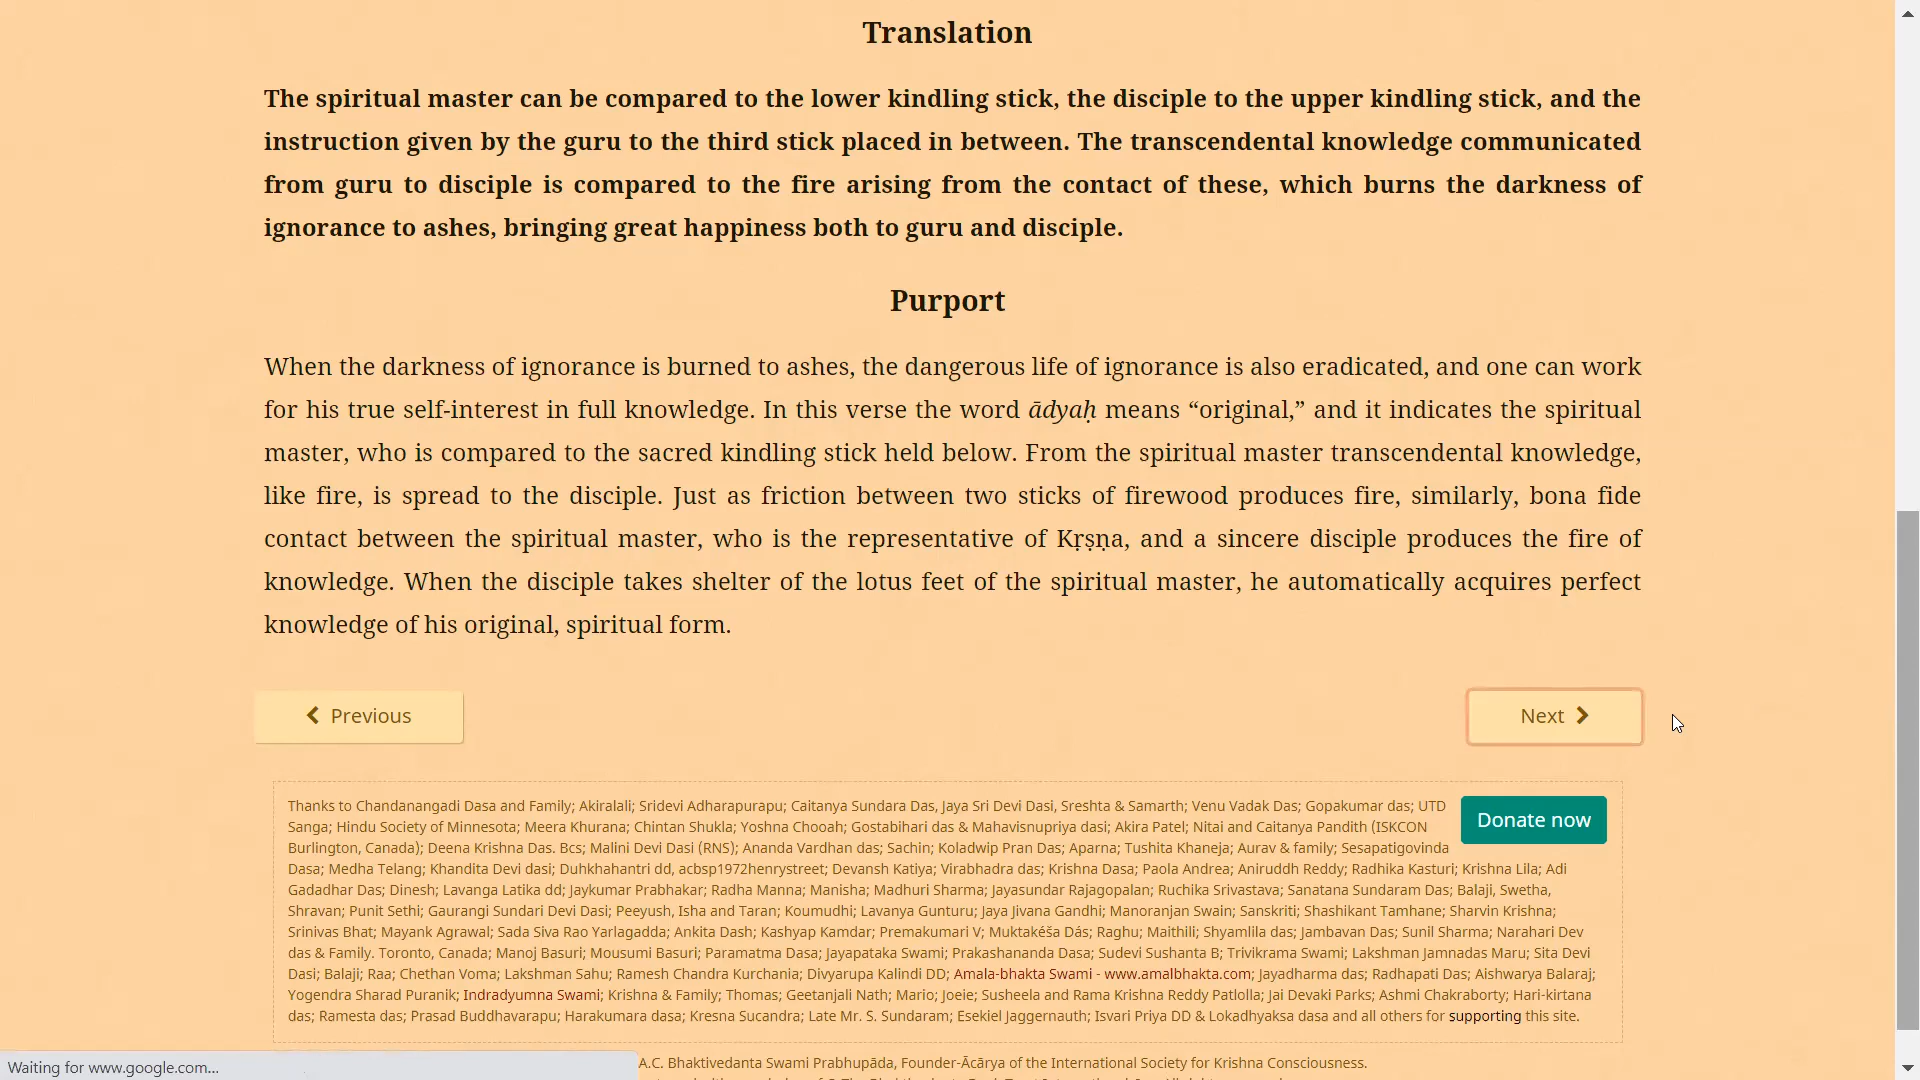 Translation
The spiritual master can be compared to the lower kindling stick, the disciple to the upper kindling stick, and the
instruction given by the guru to the third stick placed in between. The transcendental knowledge communicated
from guru to disciple is compared to the fire arising from the contact of these, which burns the darkness of
ignorance to ashes, bringing great happiness both to guru and disciple.
Purport
When the darkness of ignorance is burned to ashes, the dangerous life of ignorance is also eradicated, and one can work
for his true self-interest in full knowledge. In this verse the word ādyaḥ means “original,” and it indicates the spiritual
master, who is compared to the sacred kindling stick held below. From the spiritual master transcendental knowledge,
like fire, is spread to the disciple. Just as friction between two sticks of firewood produces fire, similarly, bona fide
contact between the spiritual master, who is the representative of Kṛṣṇa, and a sincere disciple produces the fire of
knowledge. When the disciple takes shelter of the lotus feet of the spiritual master, he automatically acquires perfect
knowledge of his original, spiritual form.
Previous
Next
Thanks to Chandanangadi Dasa and Family; Akiralali; Sridevi Adharapurapu; Caitanya Sundara Das, Jaya Sri Devi Dasi, Sreshta & Samarth; Venu Vadak Das; Gopakumar das; UTD
Sanga; Hindu Society of Minnesota; Meera Khurana; Chintan Shukla; Yoshna Chooah; Gostabihari das & Mahavisnupriya dasi; Akira Patel; Nitai and Caitanya Pandith (ISKCON
Burlington, Canada); Deena Krishna Das. Bcs; Malini Devi Dasi (RNS); Ananda Vardhan das; Sachin; Koladwip Pran Das; Aparna; Tushita Khaneja; Aurav & family; Sesapatigovinda
Dasa; Medha Telang; Khandita Devi dasi; Duhkhahantri dd, acbsp1972henrystreet; Devansh Katiya; Virabhadra das; Krishna Dasa; Paola Andrea; Aniruddh Reddy; Radhika Kasturi; Krishna Lila; Adi
Gadadhar Das; Dinesh; Lavanga Latika dd; Jaykumar Prabhakar; Radha Manna; Manisha; Madhuri Sharma; Jayasundar Rajagopalan; Ruchika Srivastava; Sanatana Sundaram Das; Balaji, Swetha,
Shravan; Punit Sethi; Gaurangi Sundari Devi Dasi; Peeyush, Isha and Taran; Koumudhi; Lavanya Gunturu; Jaya Jivana Gandhi; Manoranjan Swain; Sanskriti; Shashikant Tamhane; Sharvin Krishna;
Srinivas Bhat; Mayank Agrawal; Sada Siva Rao Yarlagadda; Ankita Dash; Kashyap Kamdar; Premakumari V; Muktakéša Dás; Raghu; Maithili; Shyamlila das; Jambavan Das; Sunil Sharma; Narahari Dev
das & Family. Toronto, Canada; Manoj Basuri; Mousumi Basuri; Paramatma Dasa; Jayapataka Swami; Prakashananda Dasa; Sudevi Sushanta B; Trivikrama Swami; Lakshman Jamnadas Maru; Sita Devi
Dasi; Balaji; Raa; Chethan Voma; Lakshman Sahu; Ramesh Chandra Kurchania; Divyarupa Kalindi DD; Amala-bhakta Swami - www.amalbhakta.com; Jayadharma das; Radhapati Das; Aishwarya Balaraj;
Yogendra Sharad Puranik; Indradyumna Swami; Krishna & Family; Thomas; Geetanjali Nath; Mario; Joeie; Susheela and Rama Krishna Reddy Patlolla; Jai Devaki Parks; Ashmi Chakraborty; Hari-kirtana
das; Ramesta das; Prasad Buddhavarapu; Harakumara dasa; Kresna Sucandra; Late Mr. S. Sundaram; Esekiel Jaggernauth; Isvari Priya DD & Lokadhyaksa dasa and all others for supporting this site.
Donate now
A.C. Bhaktivedanta Swami Prabhupāda, Founder-Ācārya of the International Society for Krishna Consciousness.
Waiting for www.google.com...